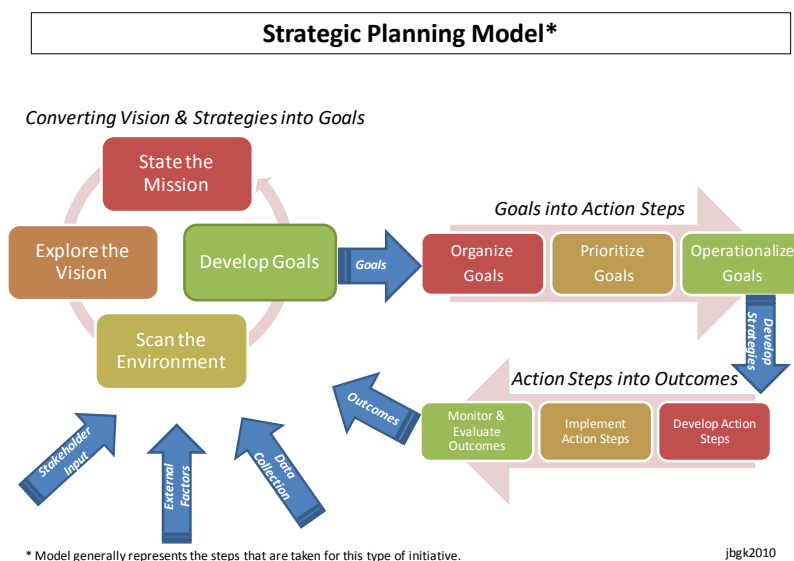 Strategic Planning Model*
Converting Vision & Strategies into Goals
State the
Mission
Explore the
Vision
Develop Goals
Scan the
Environment
Goals
Goals into Action Steps
Organize
Goals
Prioritize
Goals
Operationalize
Goals
Develop
Strategies
Action Steps into Outcomes
Monitor &
Evaluate
Outcomes
Implement
Action Steps
Develop Action
Steps
Outcomes
Stakeholder
Input
External
Factors
Data
Collection
* Model generally represents the steps that are taken for this type of initiative.
jbgk2010